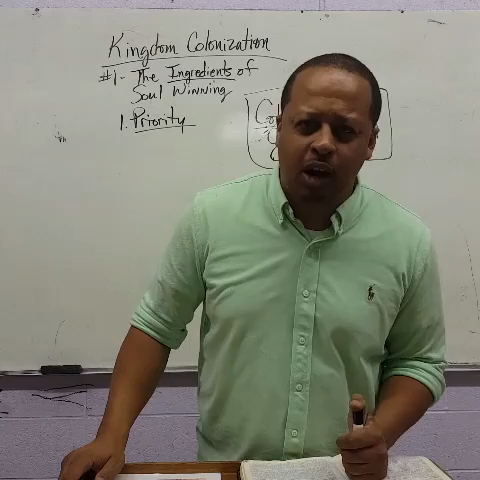 Kingdom Colonization
#1- The Ingredients of
Soul Winning
1. Priority